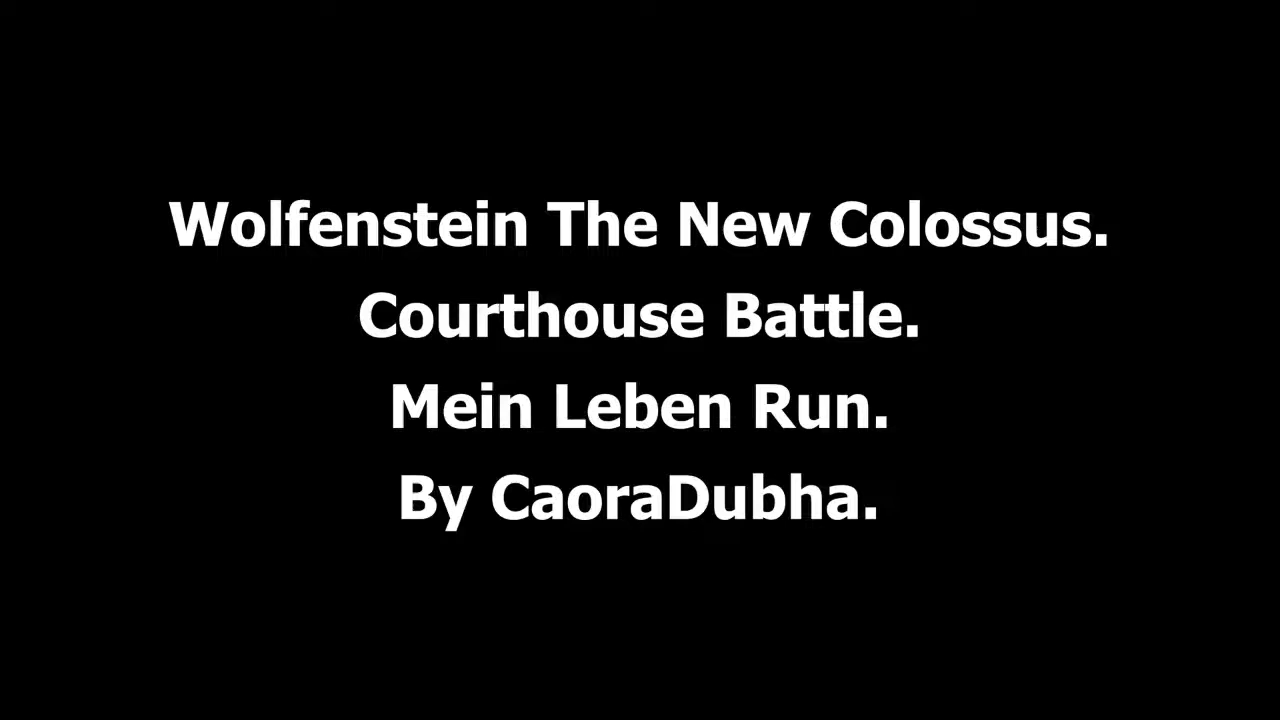 Wolfenstein The New Colossus.
Courthouse Battle.
Mein Leben Run.
By CaoraDubha.